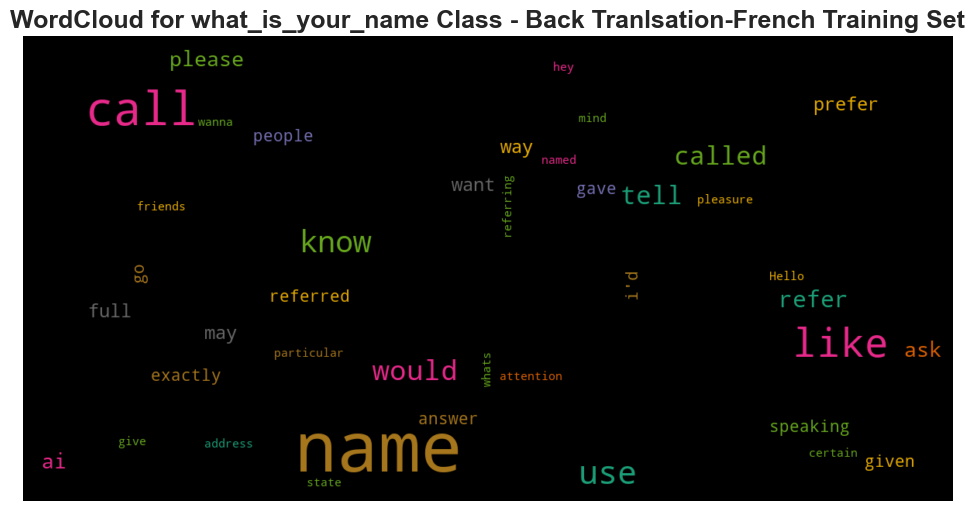 WordCloud for what_is_your_name Class - Back Tranlsation-French Training Set
please
hey
call
prefer
wanna
mind
people
way
called
named
want
gave
tell
pleasure
referring
friends
know
go
i'd
Hello
referred
refer
full
may
like
ask
particular
would
whats
exactly
attention
answer
speaking
give
address
name
certain
ai
given
use
state